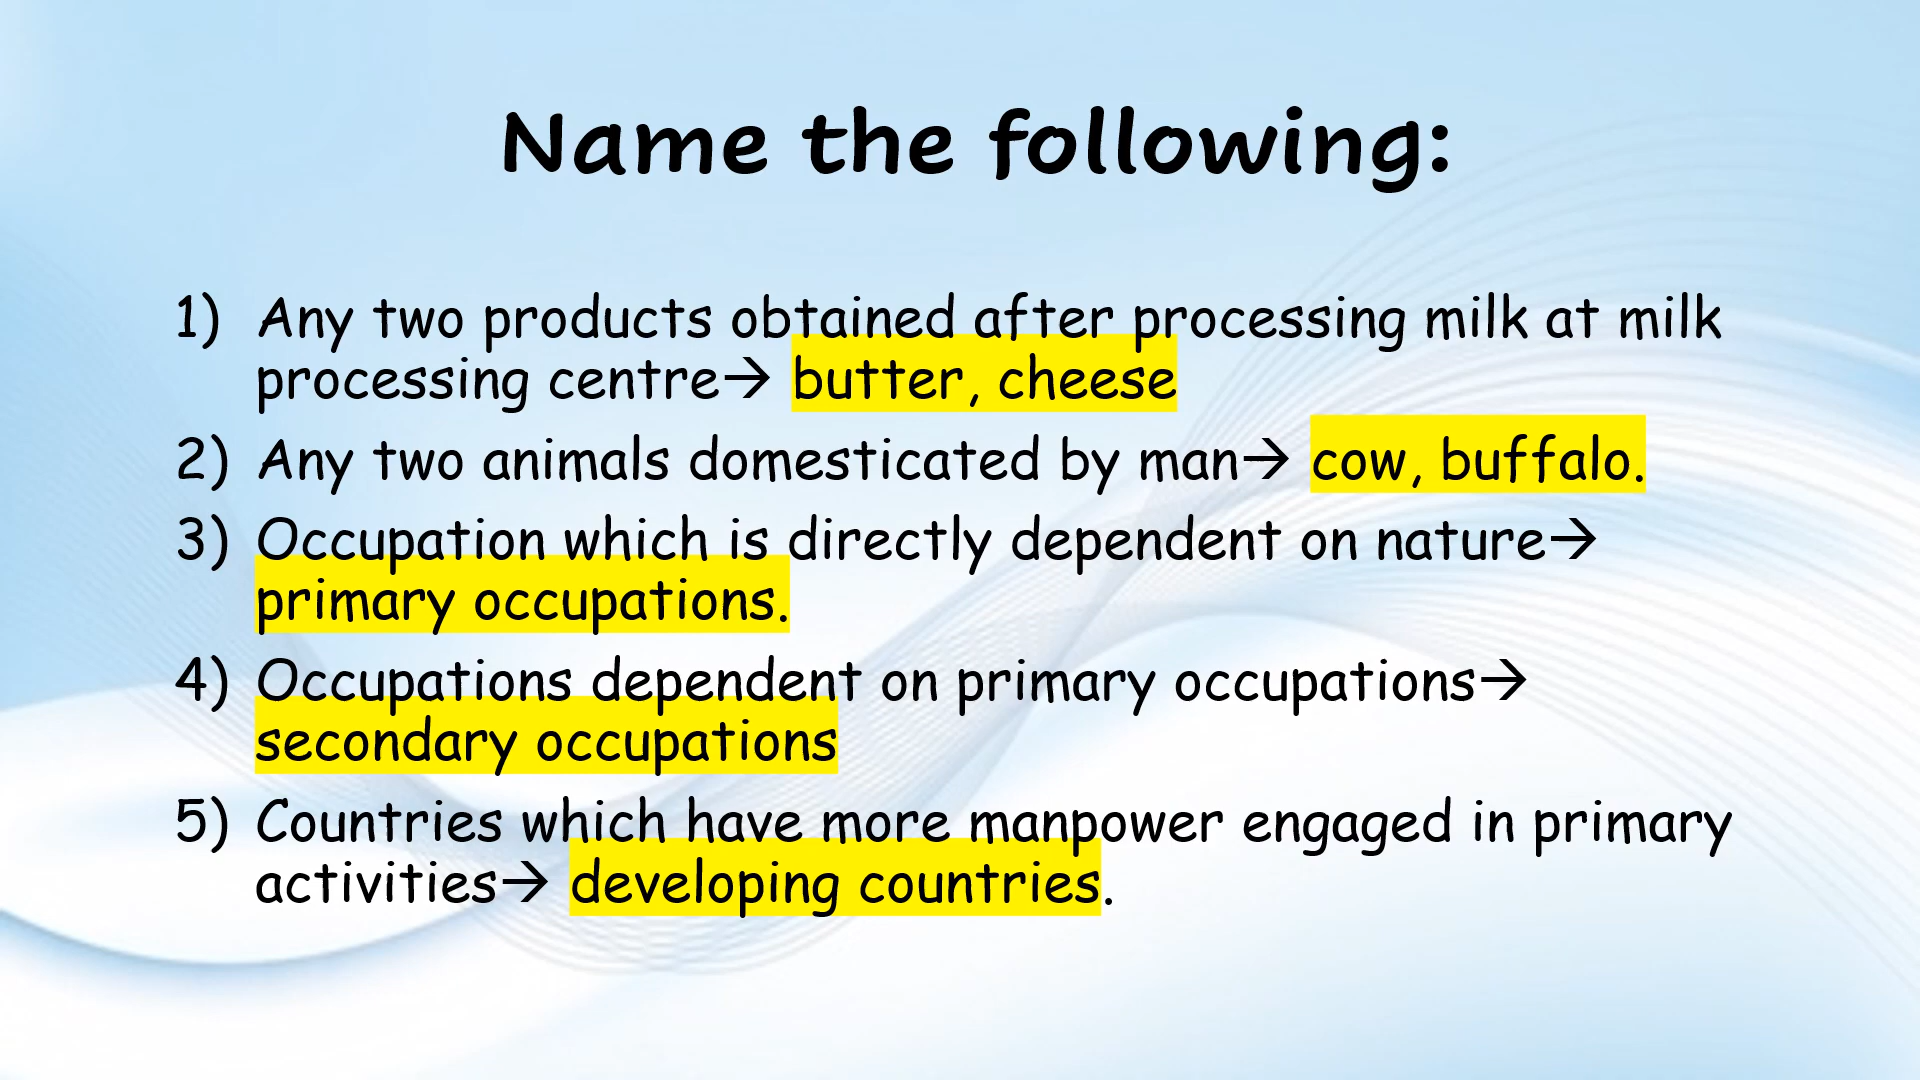 Name the following:
1) Any two products obtained after processing milk at milk
processing centre→ butter, cheese
2) Any two animals domesticated by man→ cow, buffalo.
3) Occupation which is directly dependent on nature→
primary occupations.
4) Occupations dependent on primary occupations→
secondary occupations
5) Countries which have more manpower engaged in primary
activities→ developing countries.